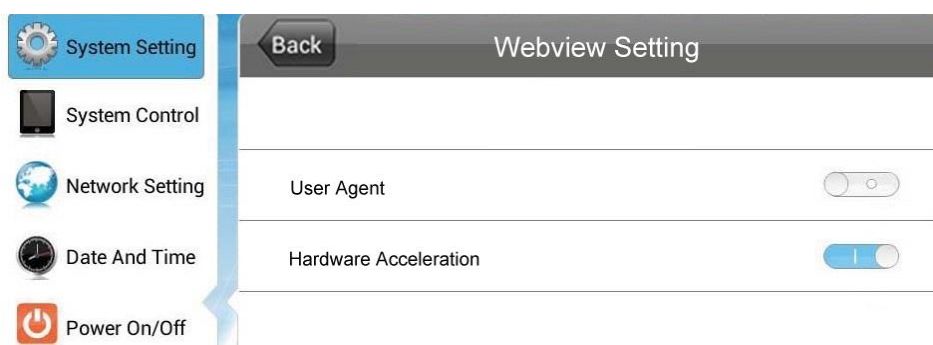 System Setting
Back
Webview Setting
System Control
Network Setting
User Agent
Date And Time
Hardware Acceleration
Power On/Off